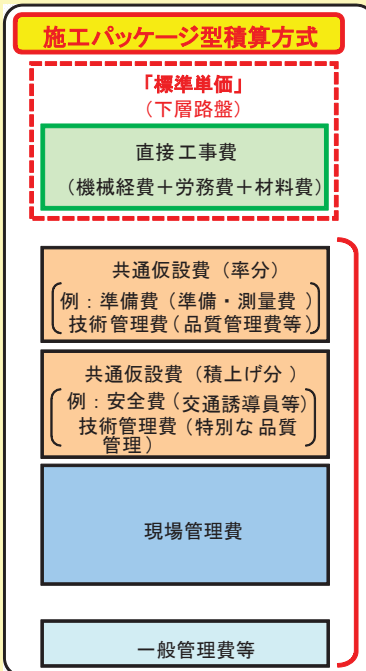 施工パッケージ型積算方式
「標準単価」
(下層路盤)
直接工事費
(機械経費＋労務費＋材料費)
共通仮設費(率分)
例：準備費(準備・測量費)
技術管理費(品質管理費等)
共通仮設費(積上げ分)
例：安全費(交通誘導員等)
技術管理費(特別な品質
管理)
現場管理費
一般管理費等